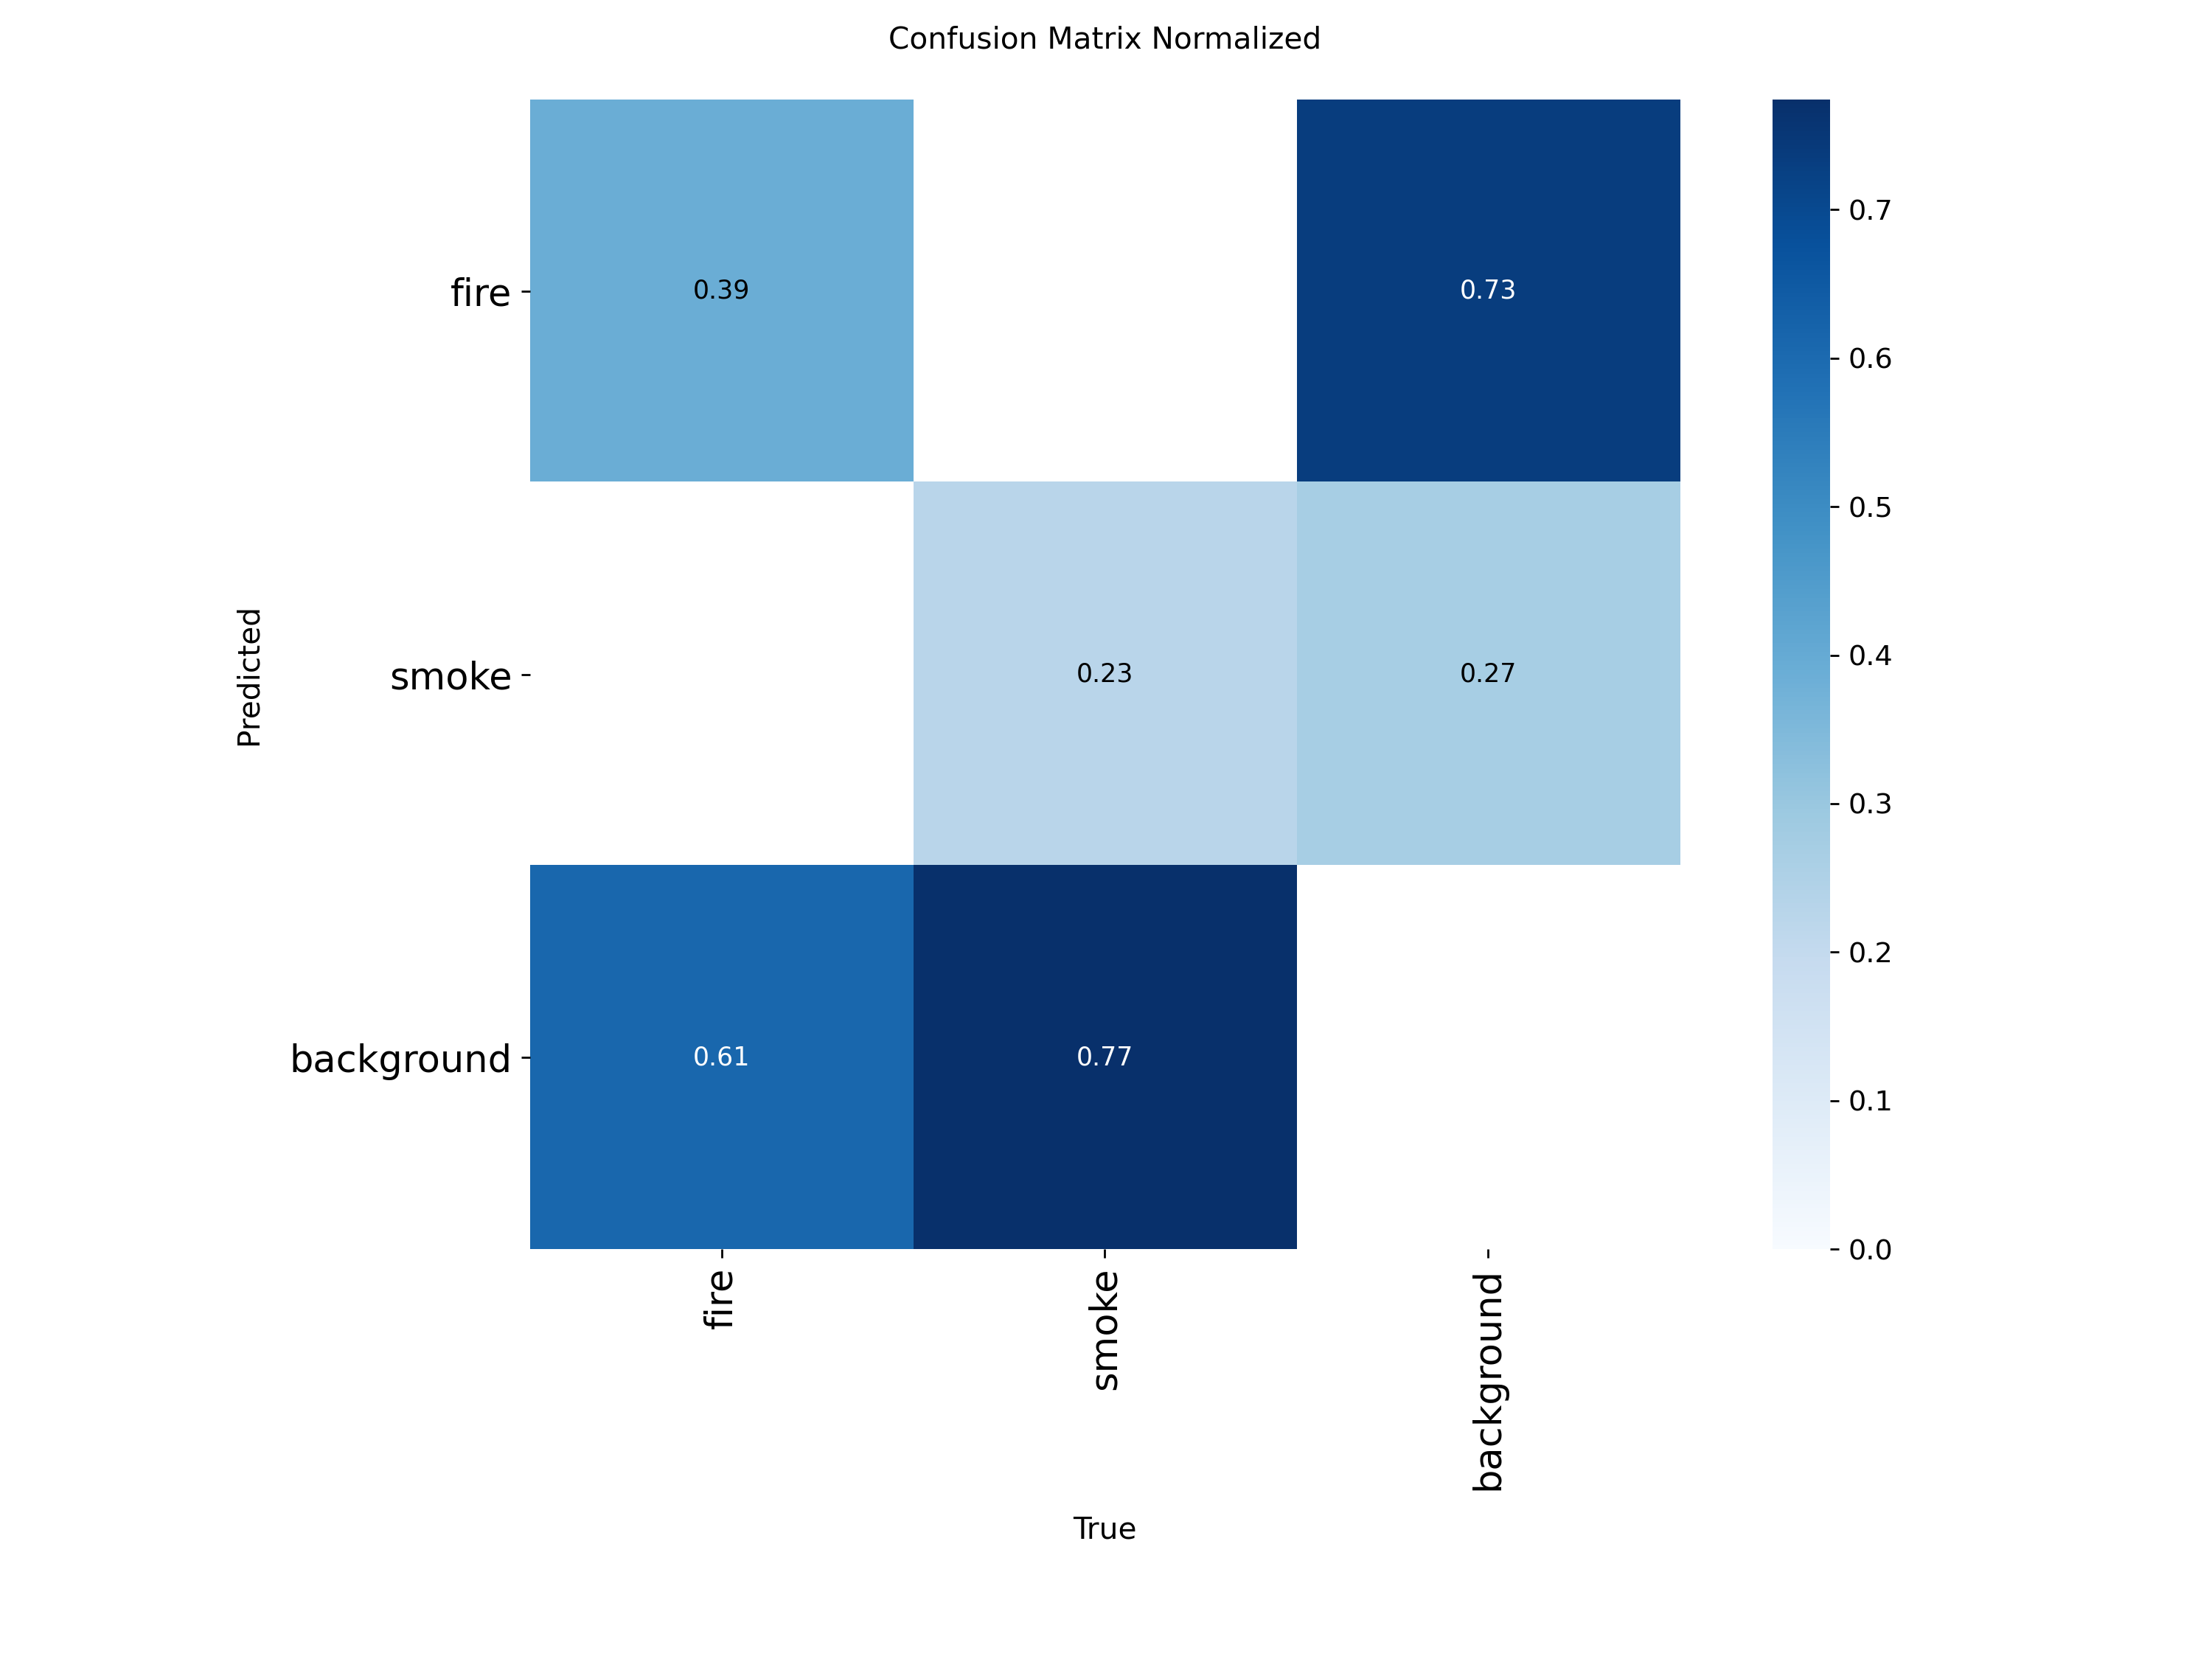 Confusion Matrix Normalized
fire
0.39
0.73
smoke
0.23
0.27
background
0.61
0.77
Predicted
fire
smoke
background
True
0.7
0.6
0.5
0.4
0.3
0.2
0.1
0.0